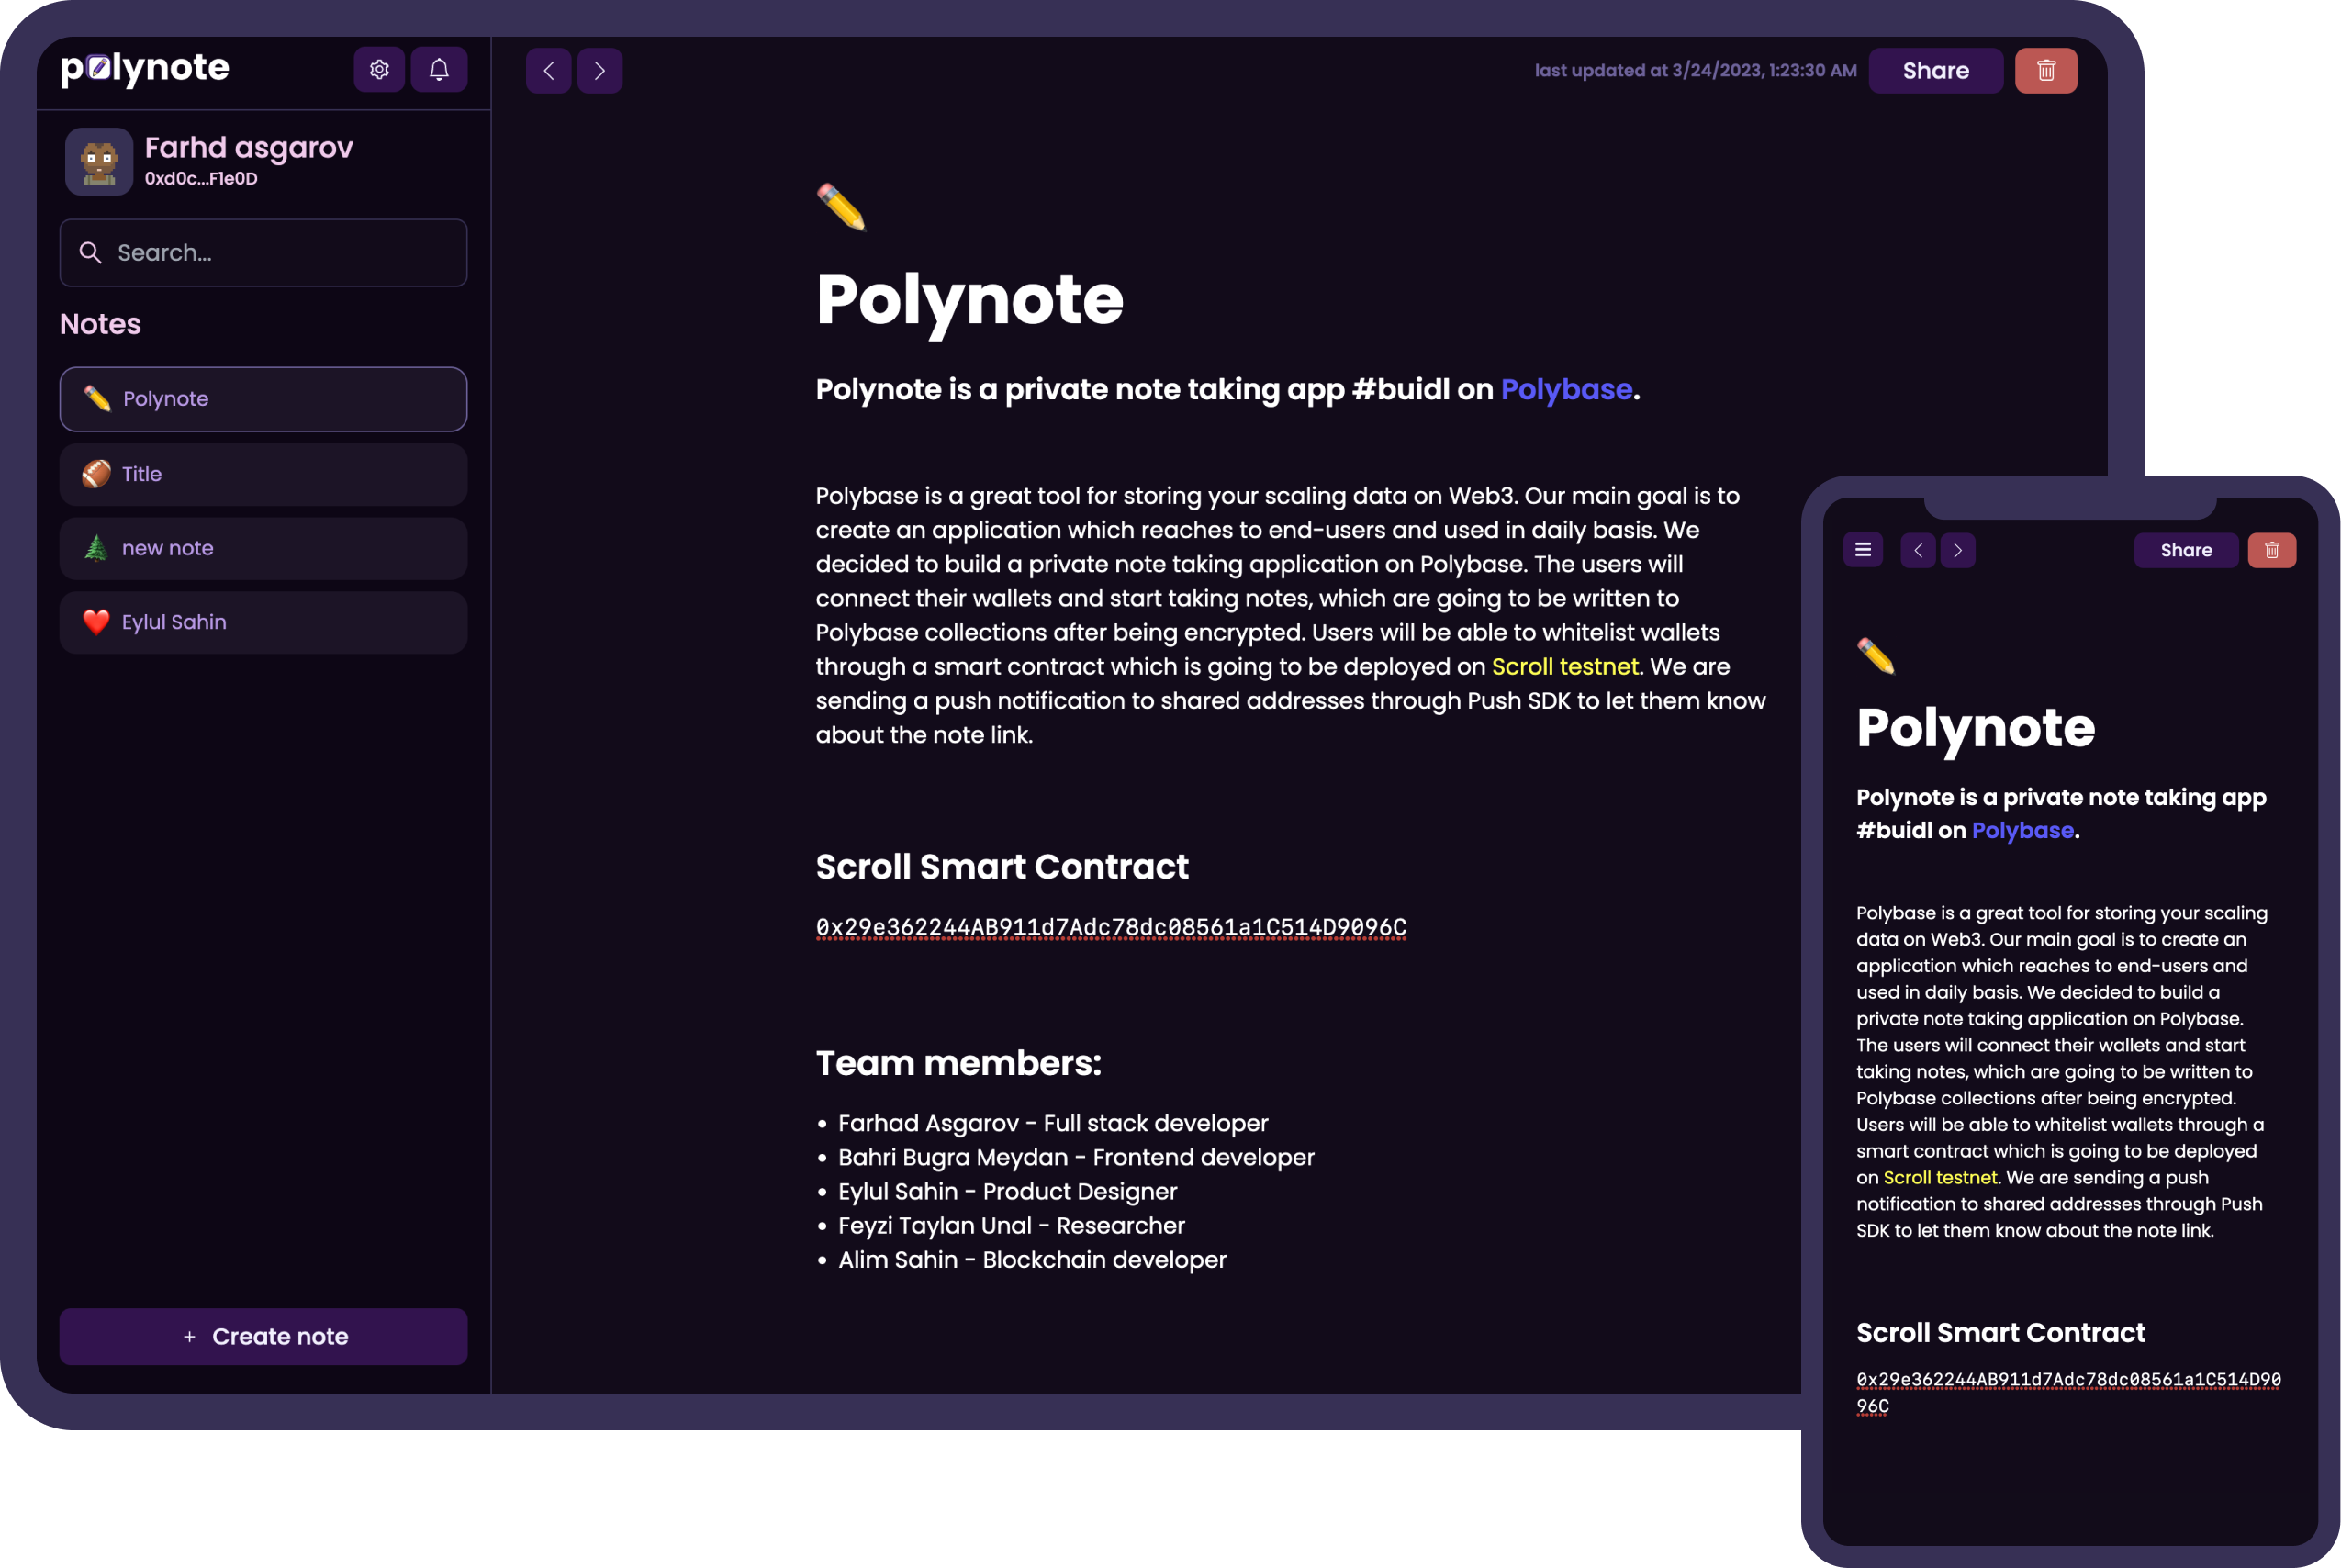 polynote
Farhd asgarov
0xd0c...F1e0D
Search...
Notes
Polynote
Title
new note
Eylul Sahin
+ Create note
last updated at 3/24/2023, 1:23:30 AM
Share
Polynote
Polynote is a private note taking app #buidl on Polybase.
Polybase is a great tool for storing your scaling data on Web3. Our main goal is to
create an application which reaches to end-users and used in daily basis. We
decided to build a private note taking application on Polybase. The users will
connect their wallets and start taking notes, which are going to be written to
Polybase collections after being encrypted. Users will be able to whitelist wallets
through a smart contract which is going to be deployed on Scroll testnet. We are
sending a push notification to shared addresses through Push SDK to let them know
about the note link.
Scroll Smart Contract
0x29e362244AB911d7Adc78dc08561a1C514D9096C
Team members:
• Farhad Asgarov - Full stack developer
• Bahri Bugra Meydan - Frontend developer
• Eylul Sahin - Product Designer
• Feyzi Taylan Unal - Researcher
• Alim Sahin - Blockchain developer
Share
Polynote
Polynote is a private note taking app
#buidl on Polybase.
Polybase is a great tool for storing your scaling
data on Web3. Our main goal is to create an
application which reaches to end-users and
used in daily basis. We decided to build a
private note taking application on Polybase.
The users will connect their wallets and start
taking notes, which are going to be written to
Polybase collections after being encrypted.
Users will be able to whitelist wallets through a
smart contract which is going to be deployed
on Scroll testnet. We are sending a push
notification to shared addresses through Push
SDK to let them know about the note link.
Scroll Smart Contract
0x29e362244AB911d7Adc78dc08561a1C514D90
96C